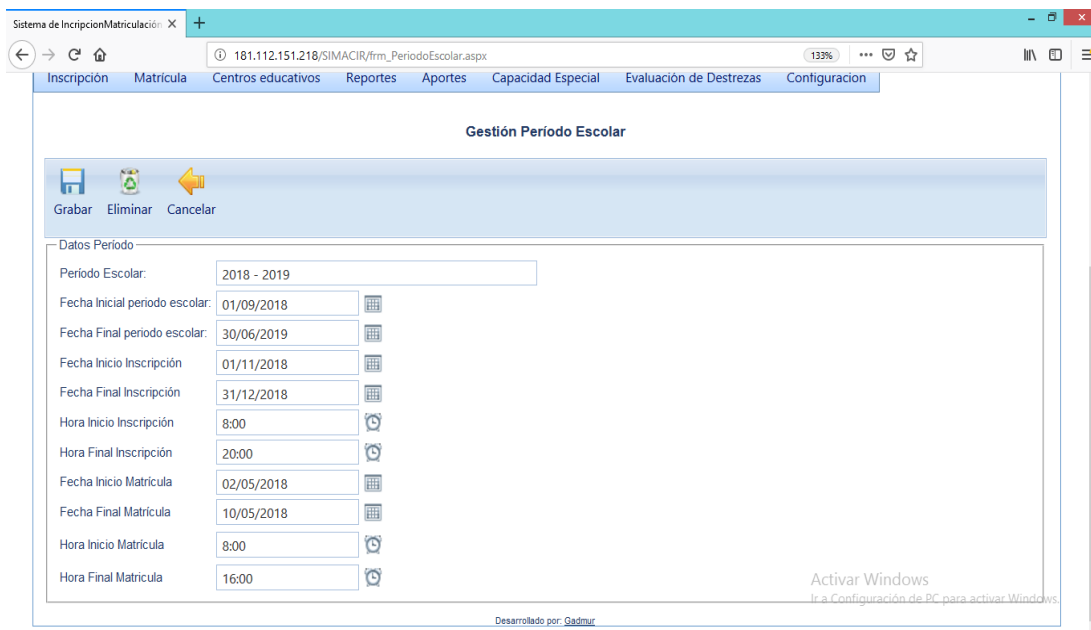 Sistema de IncripcionMatriculación
181.112.151.218/SIMACIR/frm_PeriodoEscolar.aspx
133%
Inscripción Matrícula Centros educativos Reportes Aportes Capacidad Especial Evaluación de Destrezas Configuracion
Gestión Período Escolar
Grabar Eliminar Cancelar
Datos Período
Período Escolar: 2018 - 2019
Fecha Inicial periodo escolar: 01/09/2018
Fecha Final periodo escolar: 30/06/2019
Fecha Inicio Inscripción 01/11/2018
Fecha Final Inscripción 31/12/2018
Hora Inicio Inscripción 8:00
Hora Final Inscripción 20:00
Fecha Inicio Matrícula 02/05/2018
Fecha Final Matrícula 10/05/2018
Hora Inicio Matrícula 8:00
Hora Final Matricula 16:00
Activar Windows
Ir a Configuración de PC para activar Windows.
Desarrollado por: Gadmur